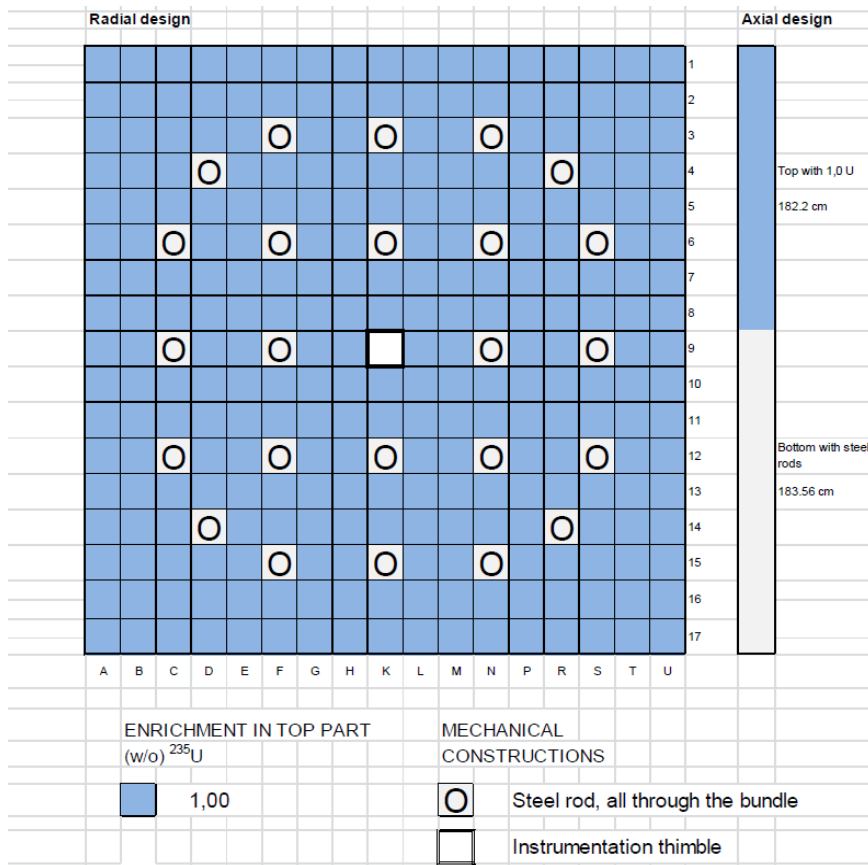 Radial design
Axial design
1
2
O O O 3
O O 4
Top with 1,0 U
5
182.2 cm
O O O O O 6
7
8
O O O O 9
10
11
O O O O O 12
Bottom with steel
rods
13
183.56 cm
O O 14
O O O 15
16
17
A B C D E F G H K L M N P R S T U
ENRICHMENT IN TOP PART
(w/o) ²³⁵U
MECHANICAL
CONSTRUCTIONS
1,00
O Steel rod, all through the bundle
Instrumentation thimble